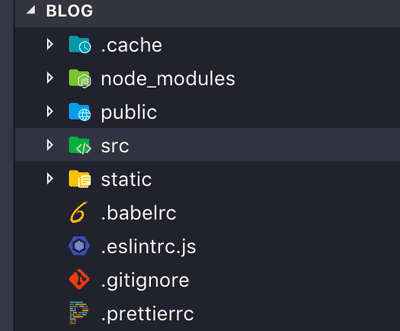 BLOG
.cache
node_modules
public
src
static
.babelrc
.eslintrc.js
.gitignore
.prettierrc